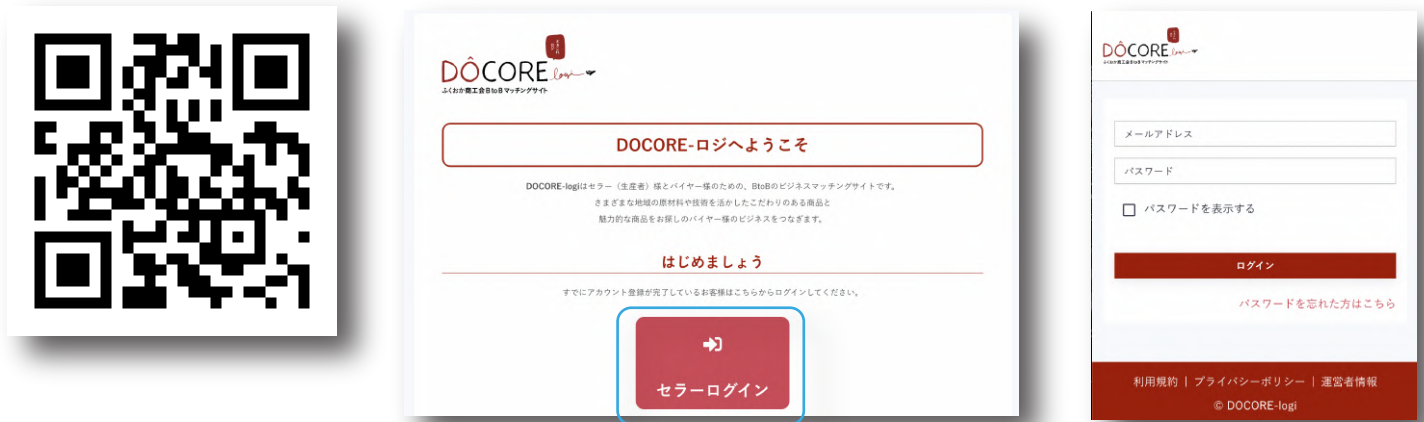 DÔCORE
ふくおか商工会BtoBマッチングサイト
DOCORE-ロジへようこそ
DOCORE-logiはセラー（生産者）様とバイヤー様のための、BtoBのビジネスマッチングサイトです。
さまざまな地域の原材料や技術を活かしたこだわりのある商品と
魅力的な商品をお探しのバイヤー様のビジネスをつなぎます。
はじめましょう
すでにアカウント登録が完了しているお客様はこちらからログインしてください。
セラーログイン
DÔCORE
ふくおか商工会BtoBマッチングサイト
メールアドレス
パスワード
パスワードを表示する
ログイン
パスワードを忘れた方はこちら
利用規約 | プライバシーポリシー | 運営者情報
© DOCORE-logi